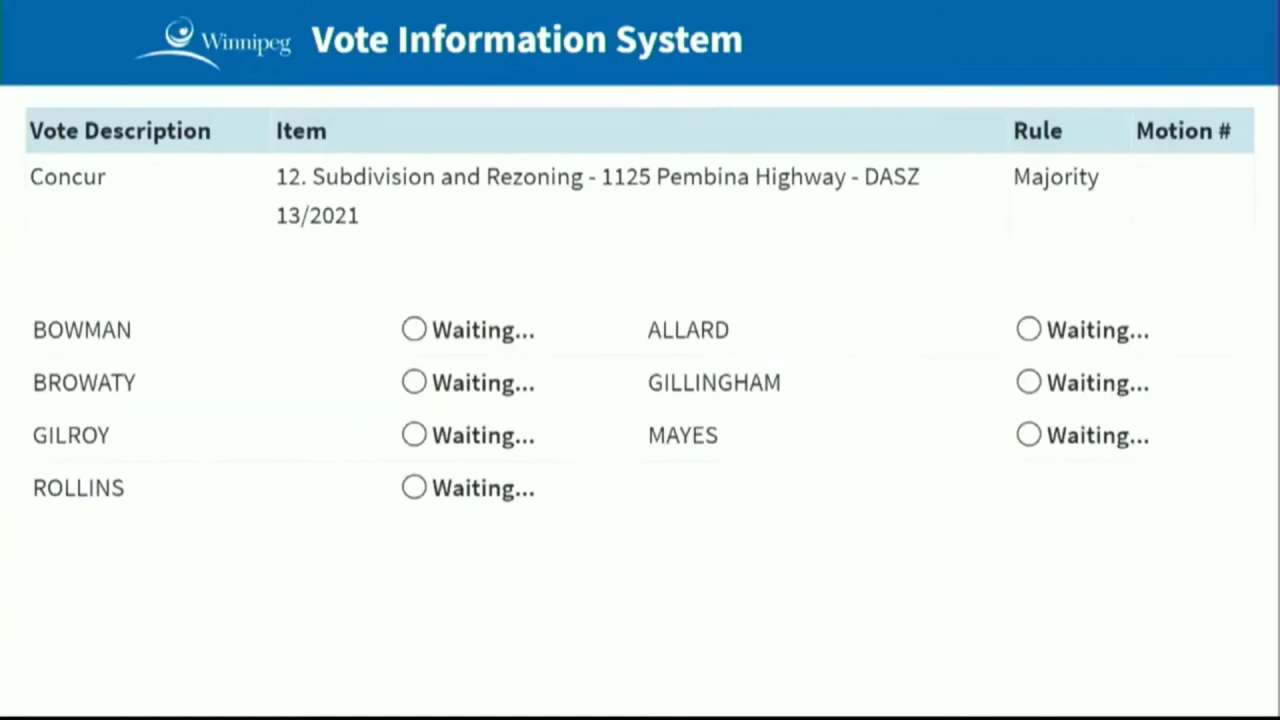 Winnipeg Vote Information System
Vote Description Item Rule Motion #
Concur 12. Subdivision and Rezoning - 1125 Pembina Highway - DASZ Majority
13/2021
BOWMAN Waiting... ALLARD Waiting...
BROWATY Waiting... GILLINGHAM Waiting...
GILROY Waiting... MAYES Waiting...
ROLLINS Waiting...